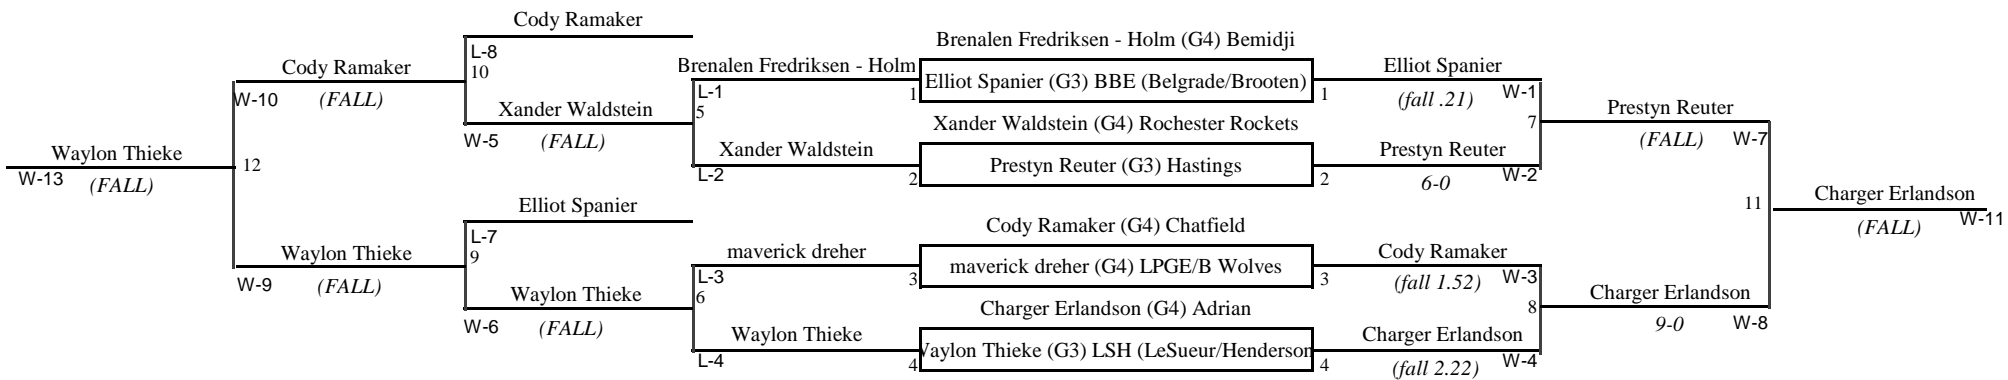 Cody Ramaker
L-8
10
Brenalen Fredriksen - Holm (G4) Bemidji
Cody Ramaker
W-10
(FALL)
Brenalen Fredriksen - Holm
L-1
5
1
Elliot Spanier (G3) BBE (Belgrade/Brooten)
1
Elliot Spanier
(fall .21)
W-1
7
Xander Waldstein
W-5
(FALL)
Xander Waldstein (G4) Rochester Rockets
Prestyn Reuter
(FALL)
W-7
Waylon Thieke
W-13
(FALL)
12
Xander Waldstein
L-2
2
Prestyn Reuter (G3) Hastings
2
Prestyn Reuter
6-0
W-2
Elliot Spanier
L-7
9
Cody Ramaker (G4) Chatfield
11
Charger Erlandson
(FALL)
W-11
Waylon Thieke
W-9
(FALL)
maverick dreher
L-3
6
3
maverick dreher (G4) LPGE/B Wolves
3
Cody Ramaker
(fall 1.52)
W-3
8
Waylon Thieke
W-6
(FALL)
Charger Erlandson (G4) Adrian
Charger Erlandson
9-0
W-8
Waylon Thieke
L-4
4
Waylon Thieke (G3) LSH (LeSueur/Henderson
4
Charger Erlandson
(fall 2.22)
W-4